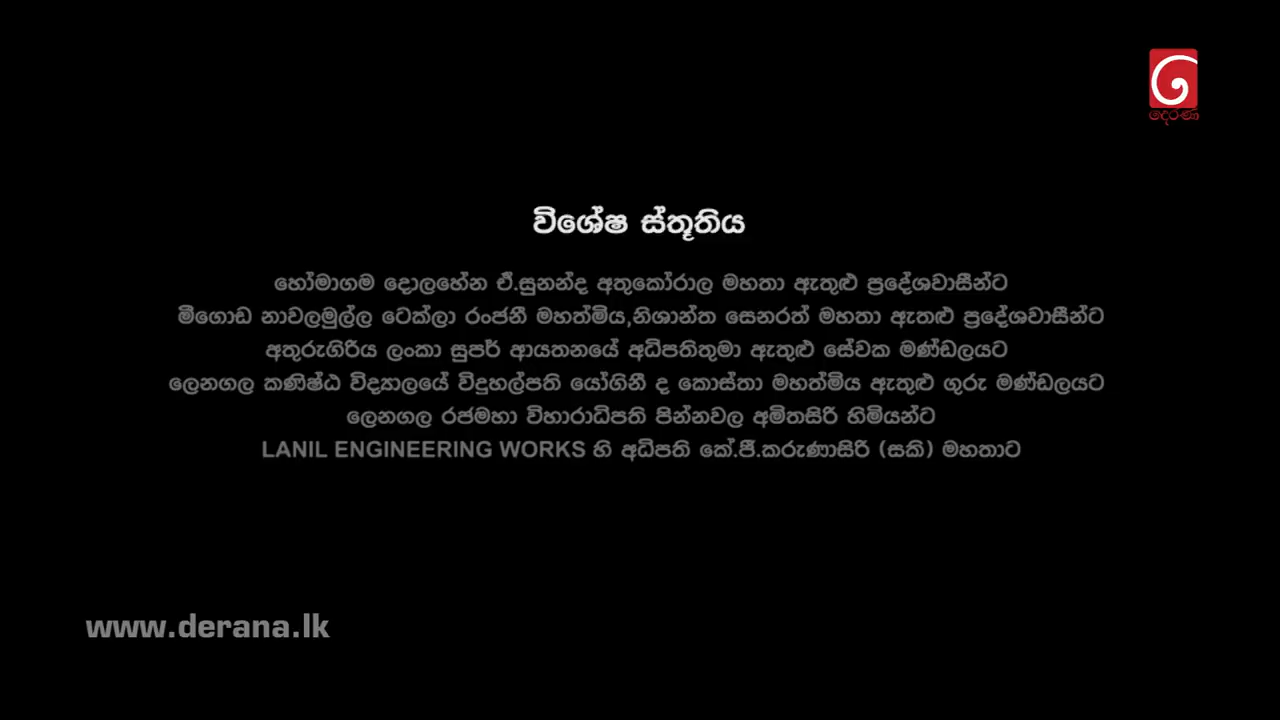 දෙරණ
විශේෂ ස්තූතිය
හෝමාගම දොලහේන ඒ.සුනන්ද අතුකෝරාල මහතා ඇතුළු ප්‍රදේශවාසීන්ට
මීගොඩ නාවලමුල්ල ටෙක්ලා රංජනී මහත්මිය,නිශාන්ත සෙනරත් මහතා ඇතළු ප්‍රදේශවාසීන්ට
අතුරුගිරිය ලංකා සුපර් ආයතනයේ අධිපතිතුමා ඇතුළු සේවක මණ්ඩලයට
ලෙනගල කණිෂ්ඨ විද්‍යාලයේ විදුහල්පති යෝගිනී ද කොස්තා මහත්මිය ඇතුළු ගුරු මණ්ඩලයට
ලෙනගල රජමහා විහාරාධිපති පින්නවල අමිතසිරි හිමියන්ට
LANIL ENGINEERING WORKS හි අධිපති කේ.ජී.කරුණාසිරි (සකි) මහතාට
www.derana.lk